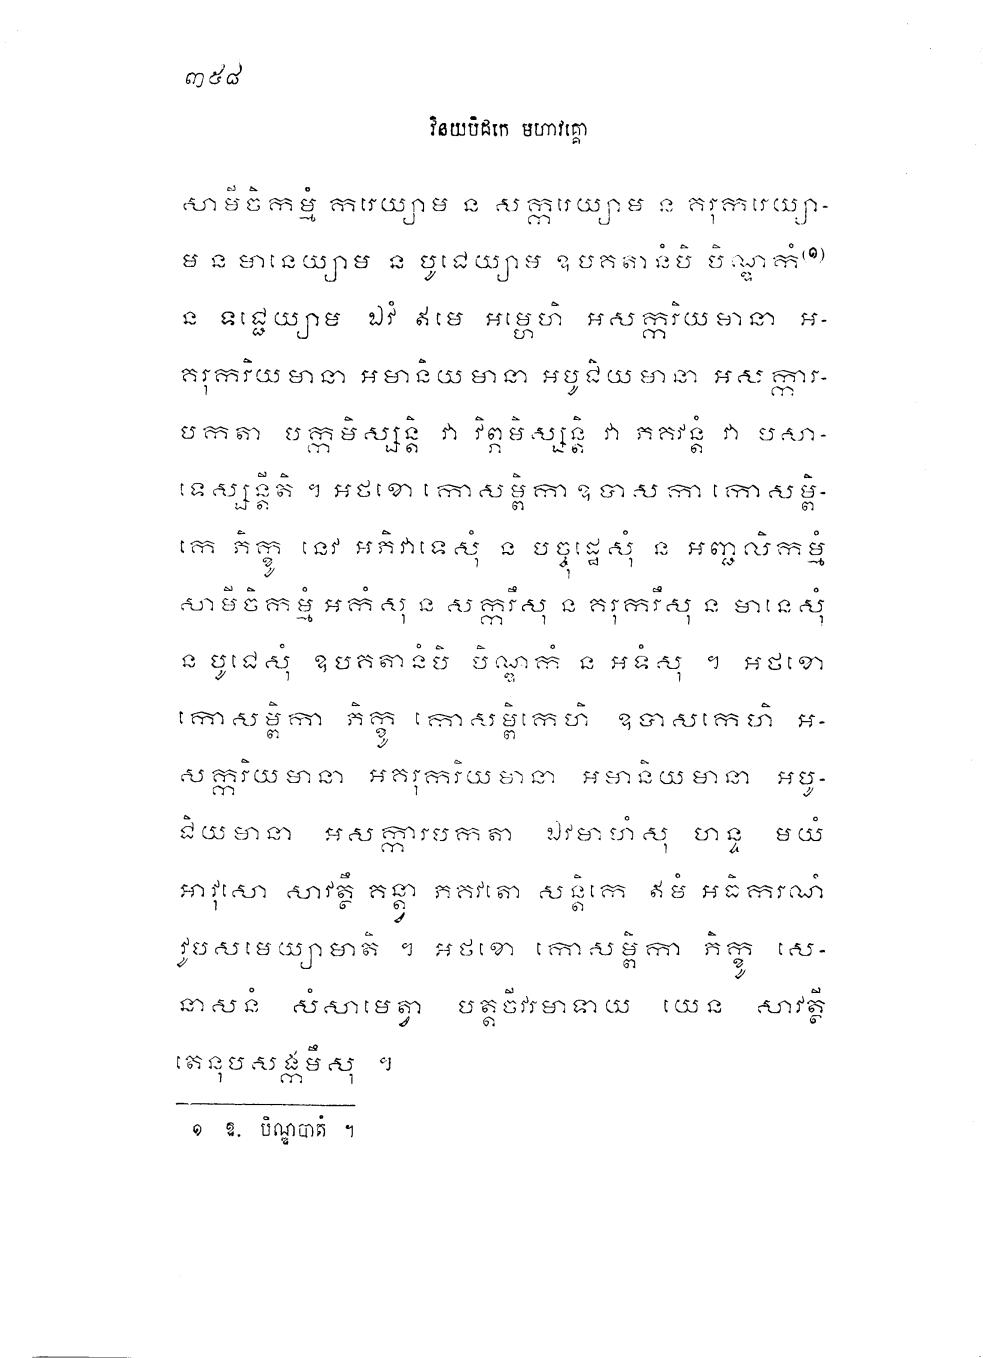 ៣៥៨
វិនយបិដកេ មហាវគ្គោ
សាមីចិកម្មំ ករេយ្យាម ន សក្ករេយ្យាម ន គរុករេយ្យា-
ម ន មានេយ្យាម ន បូជេយ្យាម ឧបគតានំបិ បិណ្ឌកំ(១)
ន ទជ្ជេយ្យាម ឯវំ ឥមេ អម្ហេហិ អសក្ករិយមានា អ-
គរុករិយមានា អមានិយមានា អបូជិយមានា អសក្ការ-
បកតា បក្កមិស្សន្តិ វា វិព្ភមិស្សន្តិ វា ភគវន្តំ វា បសា-
ទេស្សន្តីតិ ។ អថខោ កោសម្ពិកា ឧបាសកា កោសម្ពិ-
កេ ភិក្ខូ នេវ អភិវាទេសុំ ន បច្ចុដ្ឋេសុំ ន អញ្ជលិកម្មំ
សាមីចិកម្មំ អកំសុ ន សក្ករឹសុ ន គរុករឹសុ ន មានេសុំ
ន បូជេសុំ ឧបគតានំបិ បិណ្ឌកំ ន អទំសុ ។ អថខោ
កោសម្ពិកា ភិក្ខូ កោសម្ពិកេហិ ឧបាសកេហិ អ-
សក្ករិយមានា អគរុករិយមានា អមានិយមានា អបូ-
ជិយមានា អសក្ការបកតា ឯវមាហំសុ ហន្ទ មយំ
អាវុសោ សាវត្ថឹ គន្ត្វា ភគវតោ សន្តិកេ ឥមំ អធិករណំ
វូបសមេយ្យាមាតិ ។ អថខោ កោសម្ពិកា ភិក្ខូ សេ-
នាសនំ សំសាមេត្វា បត្តចីវរមាទាយ យេន សាវត្ថី
តេនុបសង្កមឹសុ ។
១ ឱ. បិណ្ឌបាតំ ។